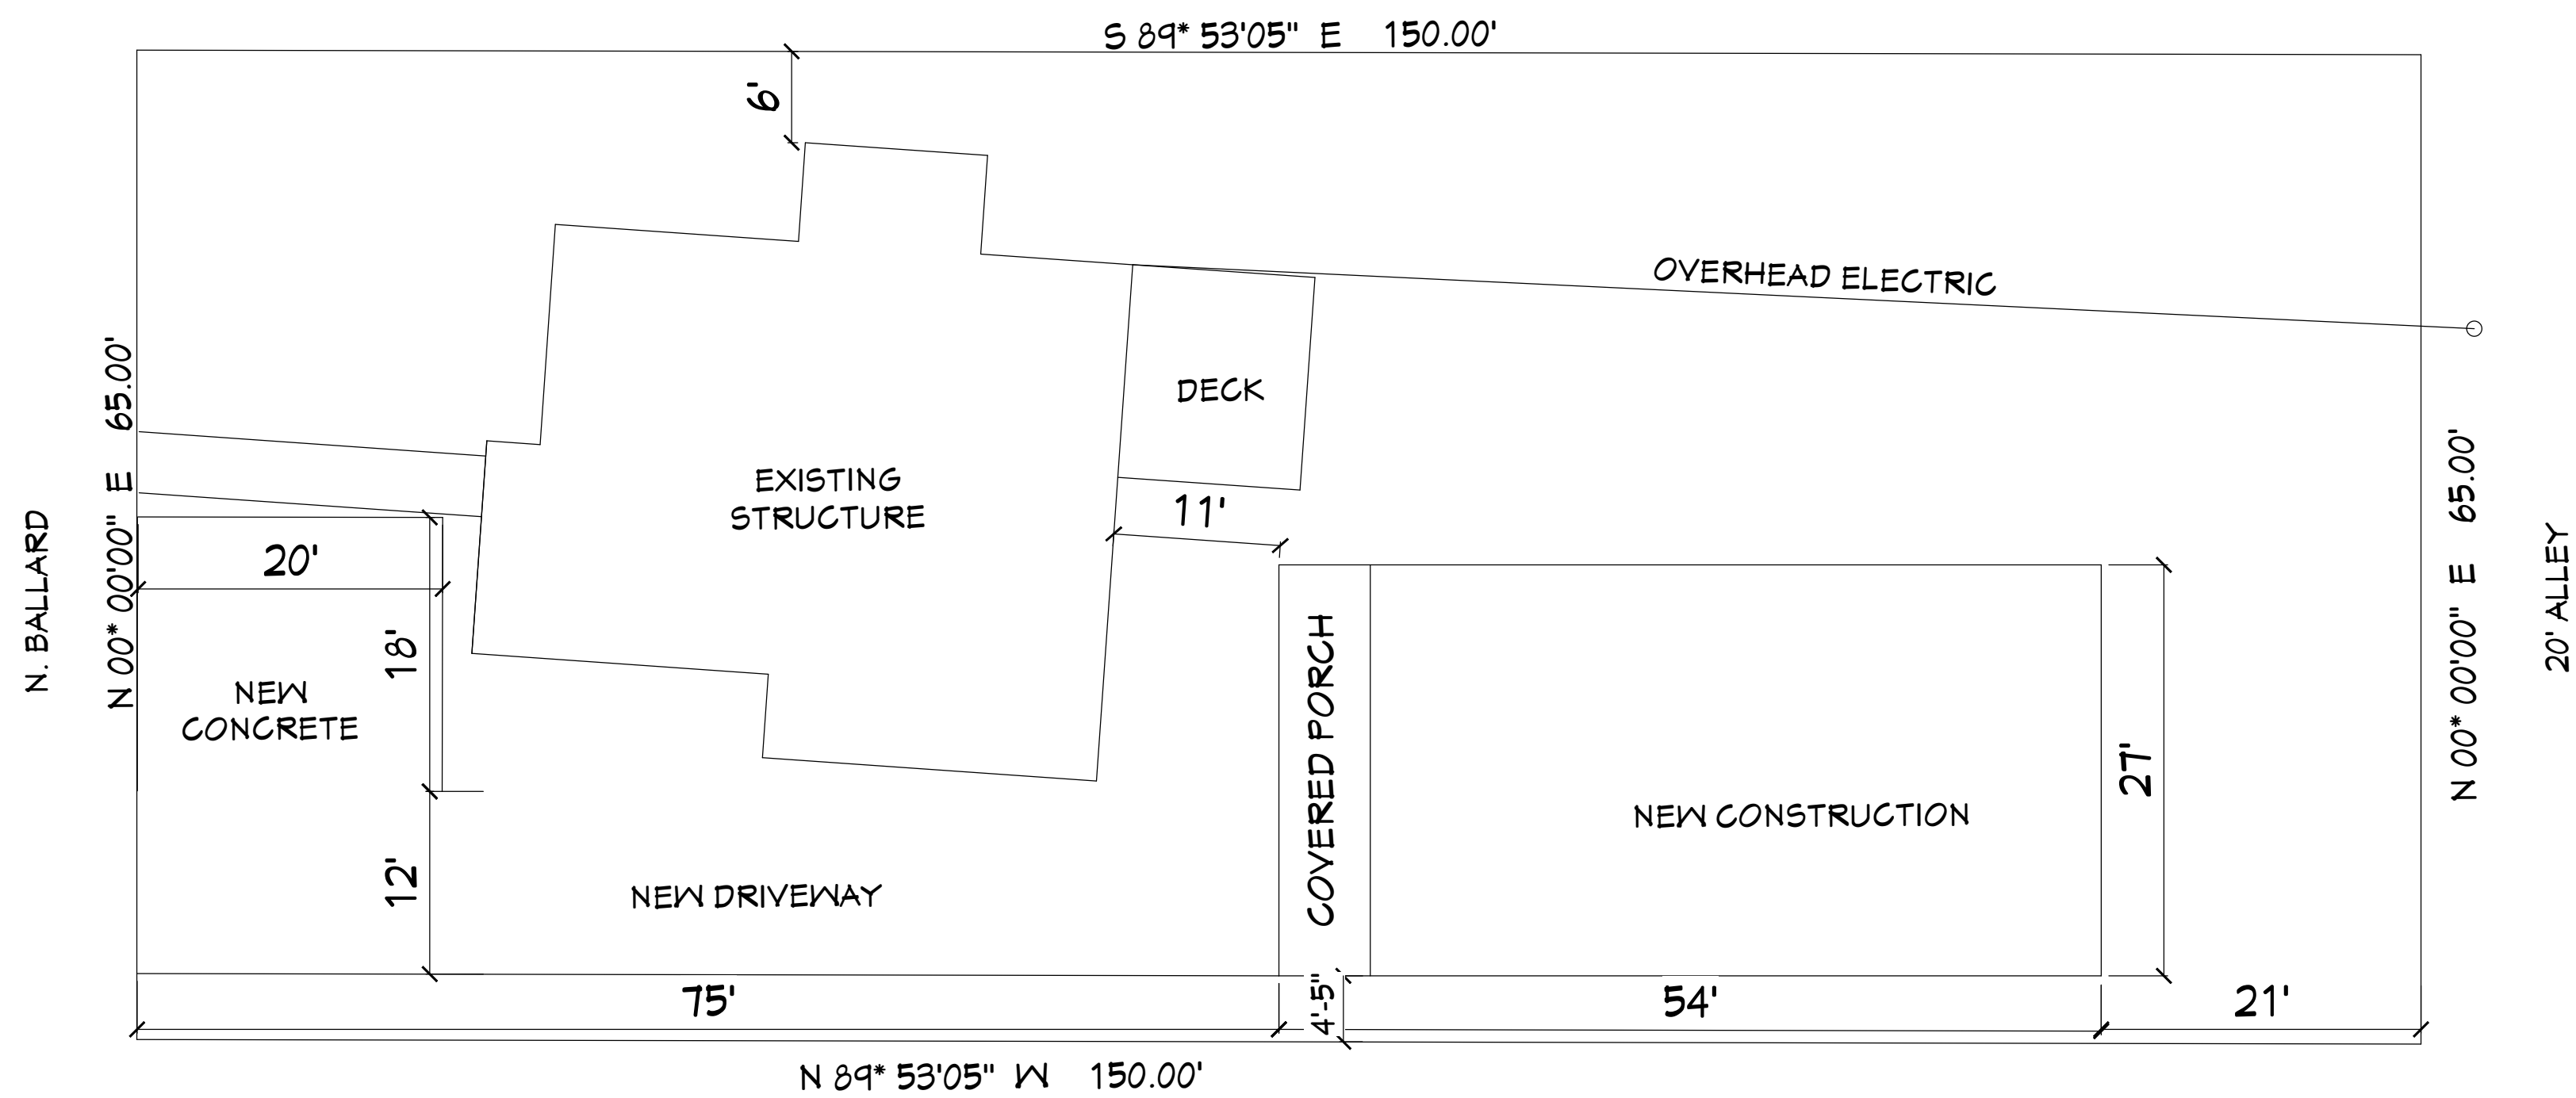 S 89* 53'05" E 150.00'
6'
OVERHEAD ELECTRIC
DECK
EXISTING
STRUCTURE
11'
N. BALLARD
N 00* 00'00" E 65.00'
20'
18'
NEW
CONCRETE
12'
NEW DRIVEWAY
COVERED PORCH
NEW CONSTRUCTION
27'
N 00* 00'00" E 65.00'
20' ALLEY
75'
4'-5"
54'
21'
N 89* 53'05" W 150.00'